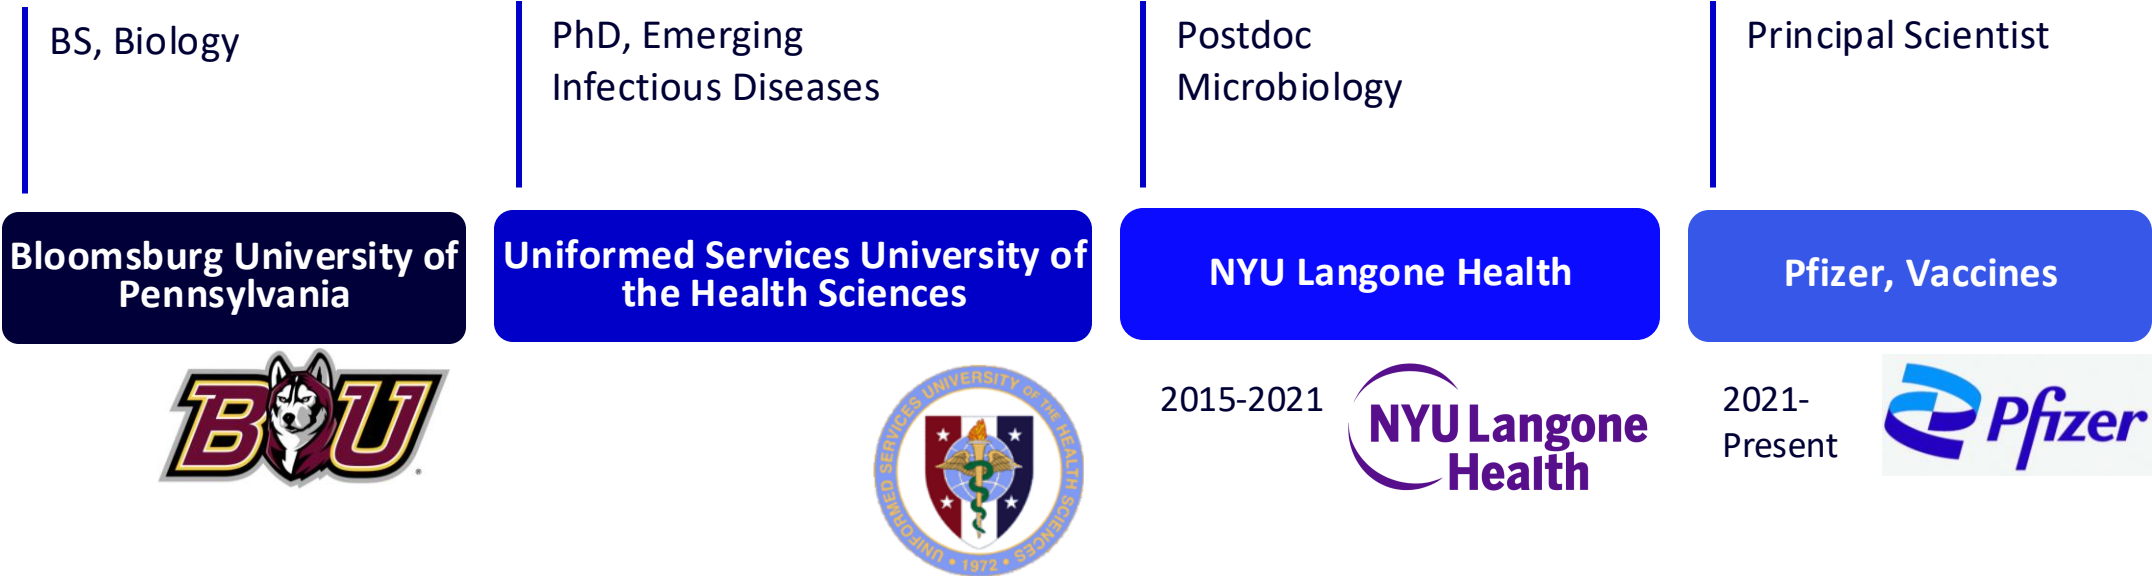 BS, Biology
PhD, Emerging
Infectious Diseases
Postdoc
Microbiology
Principal Scientist
Bloomsburg University of
Pennsylvania
Uniformed Services University of
the Health Sciences
NYU Langone Health
Pfizer, Vaccines
BU
UNIFORMED SERVICES UNIVERSITY OF THE HEALTH SCIENCES
• 1972 •
2015-2021
NYU Langone
Health
2021-
Present
Pfizer